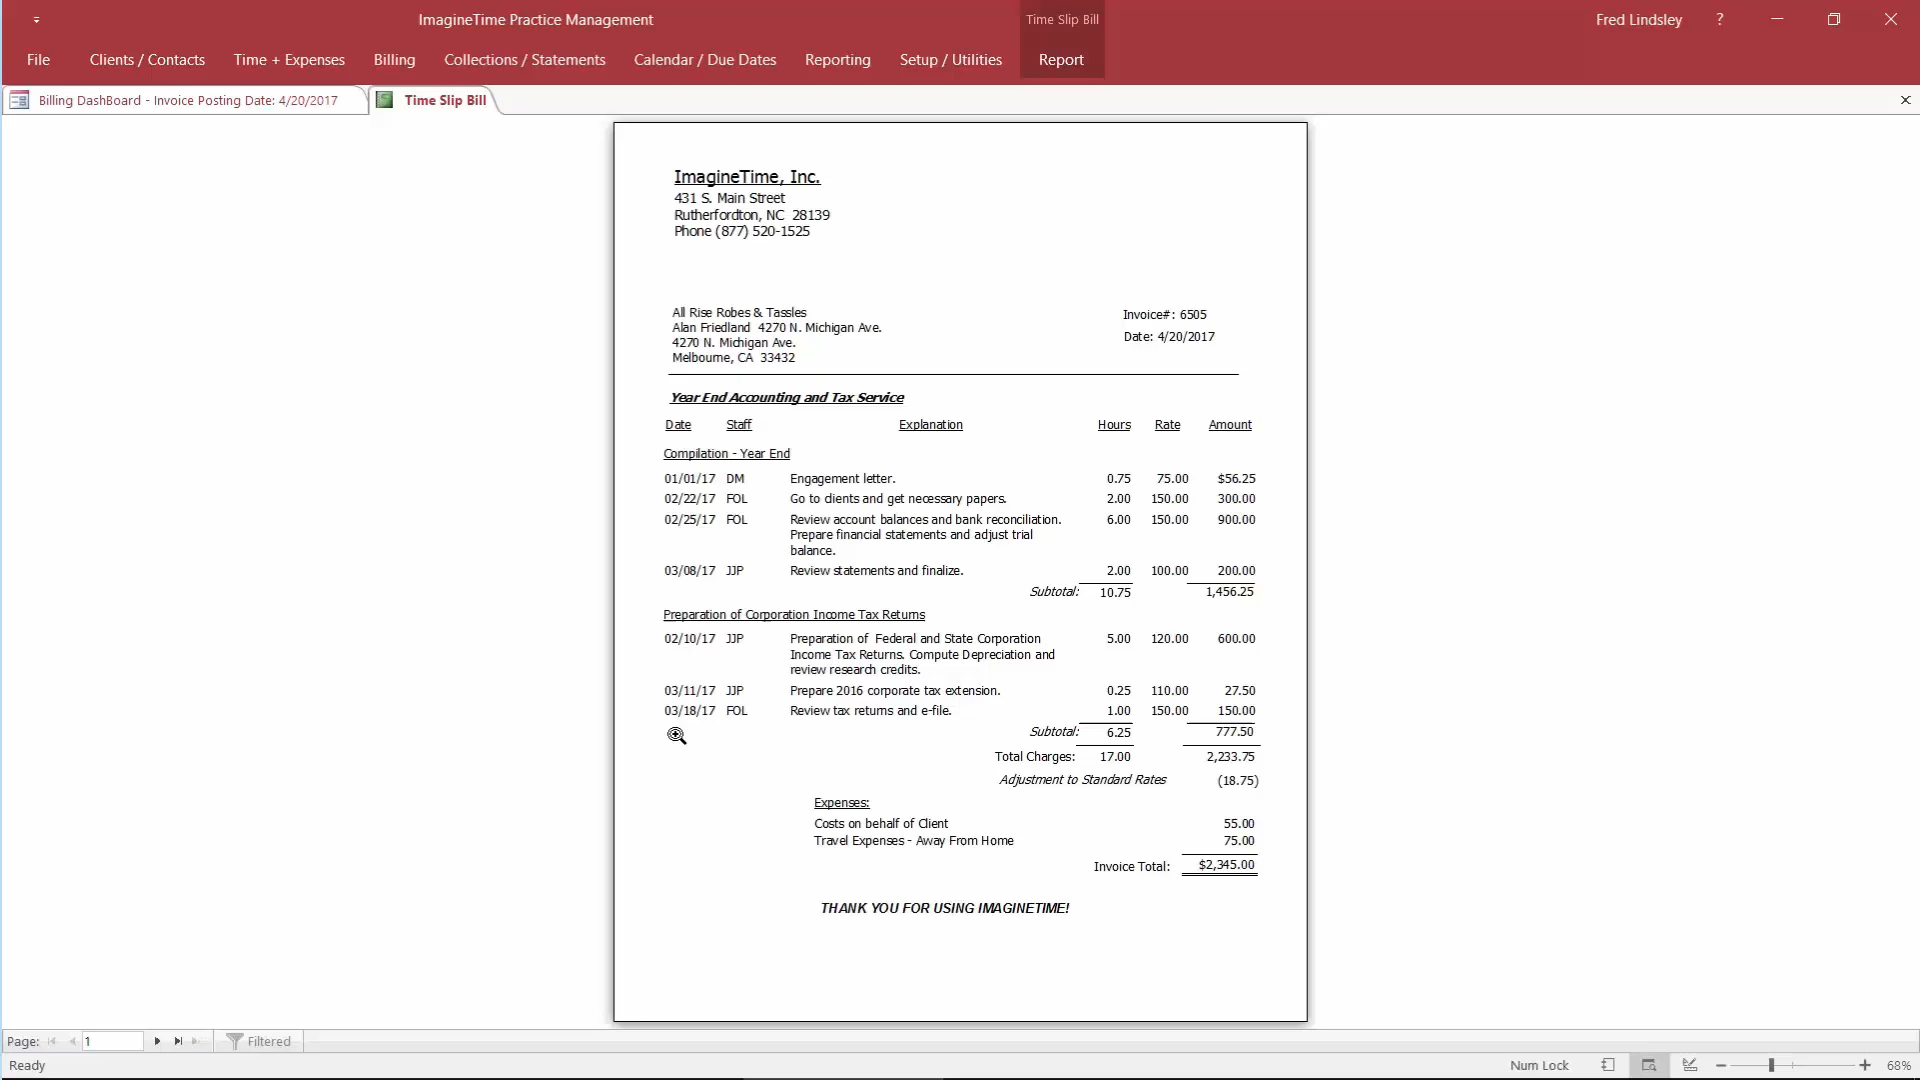 ImagineTime Practice Management
Time Slip Bill
Fred Lindsley
?
File
Clients / Contacts
Time + Expenses
Billing
Collections / Statements
Calendar / Due Dates
Reporting
Setup / Utilities
Report
Billing DashBoard - Invoice Posting Date: 4/20/2017
Time Slip Bill
ImagineTime, Inc.
431 S. Main Street
Rutherfordton, NC 28139
Phone (877) 520-1525
All Rise Robes & Tassles
Alan Friedland 4270 N. Michigan Ave.
4270 N. Michigan Ave.
Melbourne, CA 33432
Invoice#: 6505
Date: 4/20/2017
Year End Accounting and Tax Service
Date Staff Explanation Hours Rate Amount
Compilation - Year End
01/01/17 DM Engagement letter. 0.75 75.00 $56.25
02/22/17 FOL Go to clients and get necessary papers. 2.00 150.00 300.00
02/25/17 FOL Review account balances and bank reconciliation. 6.00 150.00 900.00
Prepare financial statements and adjust trial
balance.
03/08/17 JJP Review statements and finalize. 2.00 100.00 200.00
Subtotal: 10.75 1,456.25
Preparation of Corporation Income Tax Returns
02/10/17 JJP Preparation of Federal and State Corporation 5.00 120.00 600.00
Income Tax Returns. Compute Depreciation and
review research credits.
03/11/17 JJP Prepare 2016 corporate tax extension. 0.25 110.00 27.50
03/18/17 FOL Review tax returns and e-file. 1.00 150.00 150.00
Subtotal: 6.25 777.50
Total Charges: 17.00 2,233.75
Adjustment to Standard Rates (18.75)
Expenses:
Costs on behalf of Client 55.00
Travel Expenses - Away From Home 75.00
Invoice Total: $2,345.00
THANK YOU FOR USING IMAGINETIME!
Page: 1 Filtered
Ready
Num Lock
68%